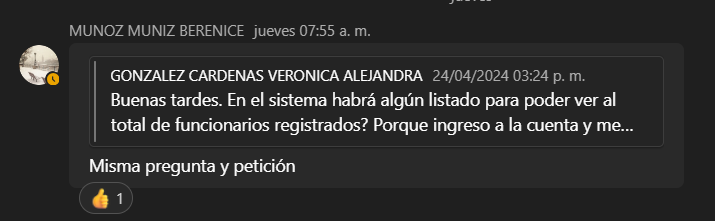 MUNOZ MUNIZ BERENICE jueves 07:55 a. m.
GONZALEZ CARDENAS VERONICA ALEJANDRA 24/04/2024 03:24 p. m.
Buenas tardes. En el sistema habrá algún listado para poder ver al
total de funcionarios registrados? Porque ingreso a la cuenta y me...
Misma pregunta y petición
👍 1